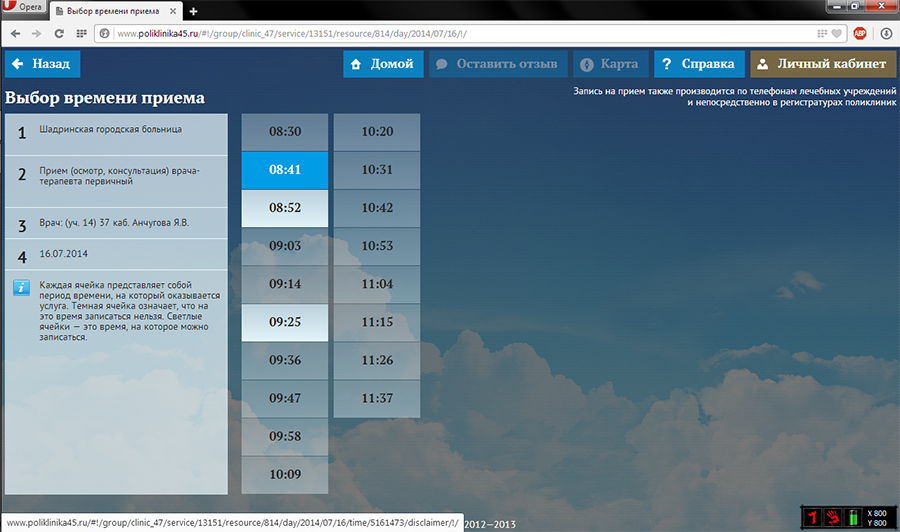 Opera
Выбор времени приема
www.poliklinika45.ru/#!/group/clinic_47/service/13151/resource/814/day/2014/07/16/!/
ABP
Назад
Домой
Оставить отзыв
Карта
Справка
Личный кабинет
Выбор времени приема
Запись на прием также производится по телефонам лечебных учреждений
и непосредственно в регистратурах поликлиник
1 Шадринская городская больница
2 Прием (осмотр, консультация) врача-
терапевта первичный
3 Врач: (уч. 14) 37 каб. Анчугова Я.В.
4 16.07.2014
Каждая ячейка представляет собой
период времени, на который оказывается
услуга. Темная ячейка означает, что на
это время записаться нельзя. Светлые
ячейки — это время, на которое можно
записаться.
08:30
08:41
08:52
09:03
09:14
09:25
09:36
09:47
09:58
10:09
10:20
10:31
10:42
10:53
11:04
11:15
11:26
11:37
www.poliklinika45.ru/#!/group/clinic_47/service/13151/resource/814/day/2014/07/16/time/5161473/disclaimer/!/
2012—2013
X 800
Y 800